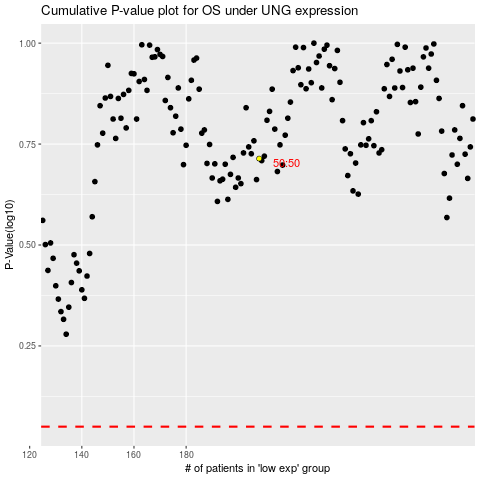 Cumulative P-value plot for OS under UNG expression
1.00
0.75
50:50
0.50
0.25
P-Value(log10)
120 140 160 180
# of patients in 'low exp' group